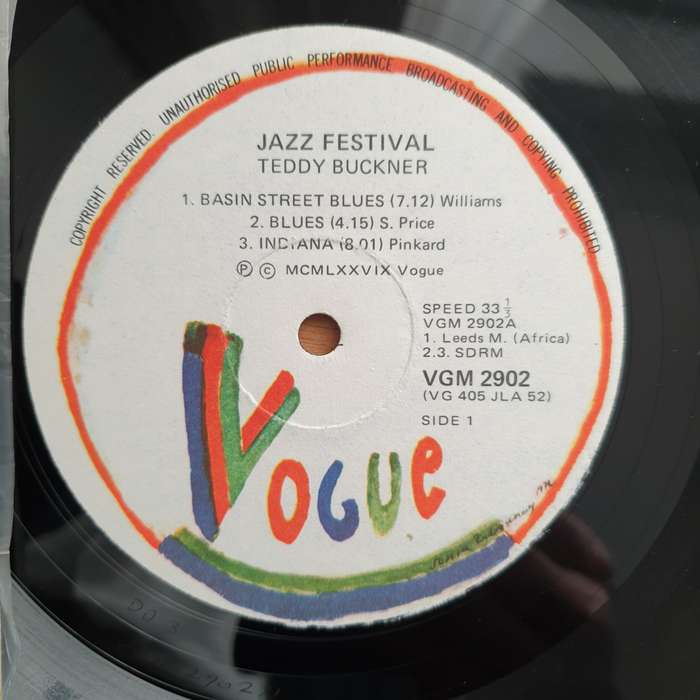 COPYRIGHT RESERVED. UNAUTHORISED PUBLIC PERFORMANCE BROADCASTING AND COPYING PROHIBITED
JAZZ FESTIVAL
TEDDY BUCKNER
1. BASIN STREET BLUES (7.12) Williams
2. BLUES (4.15) S. Price
3. INDIANA (8.01) Pinkard
Ⓟ © MCMLXXVIX Vogue
SPEED 33 1/3
VGM 2902A
1. Leeds M. (Africa)
2.3. SDRM
VGM 2902
(VG 405 JLA 52)
SIDE 1
VOGUE